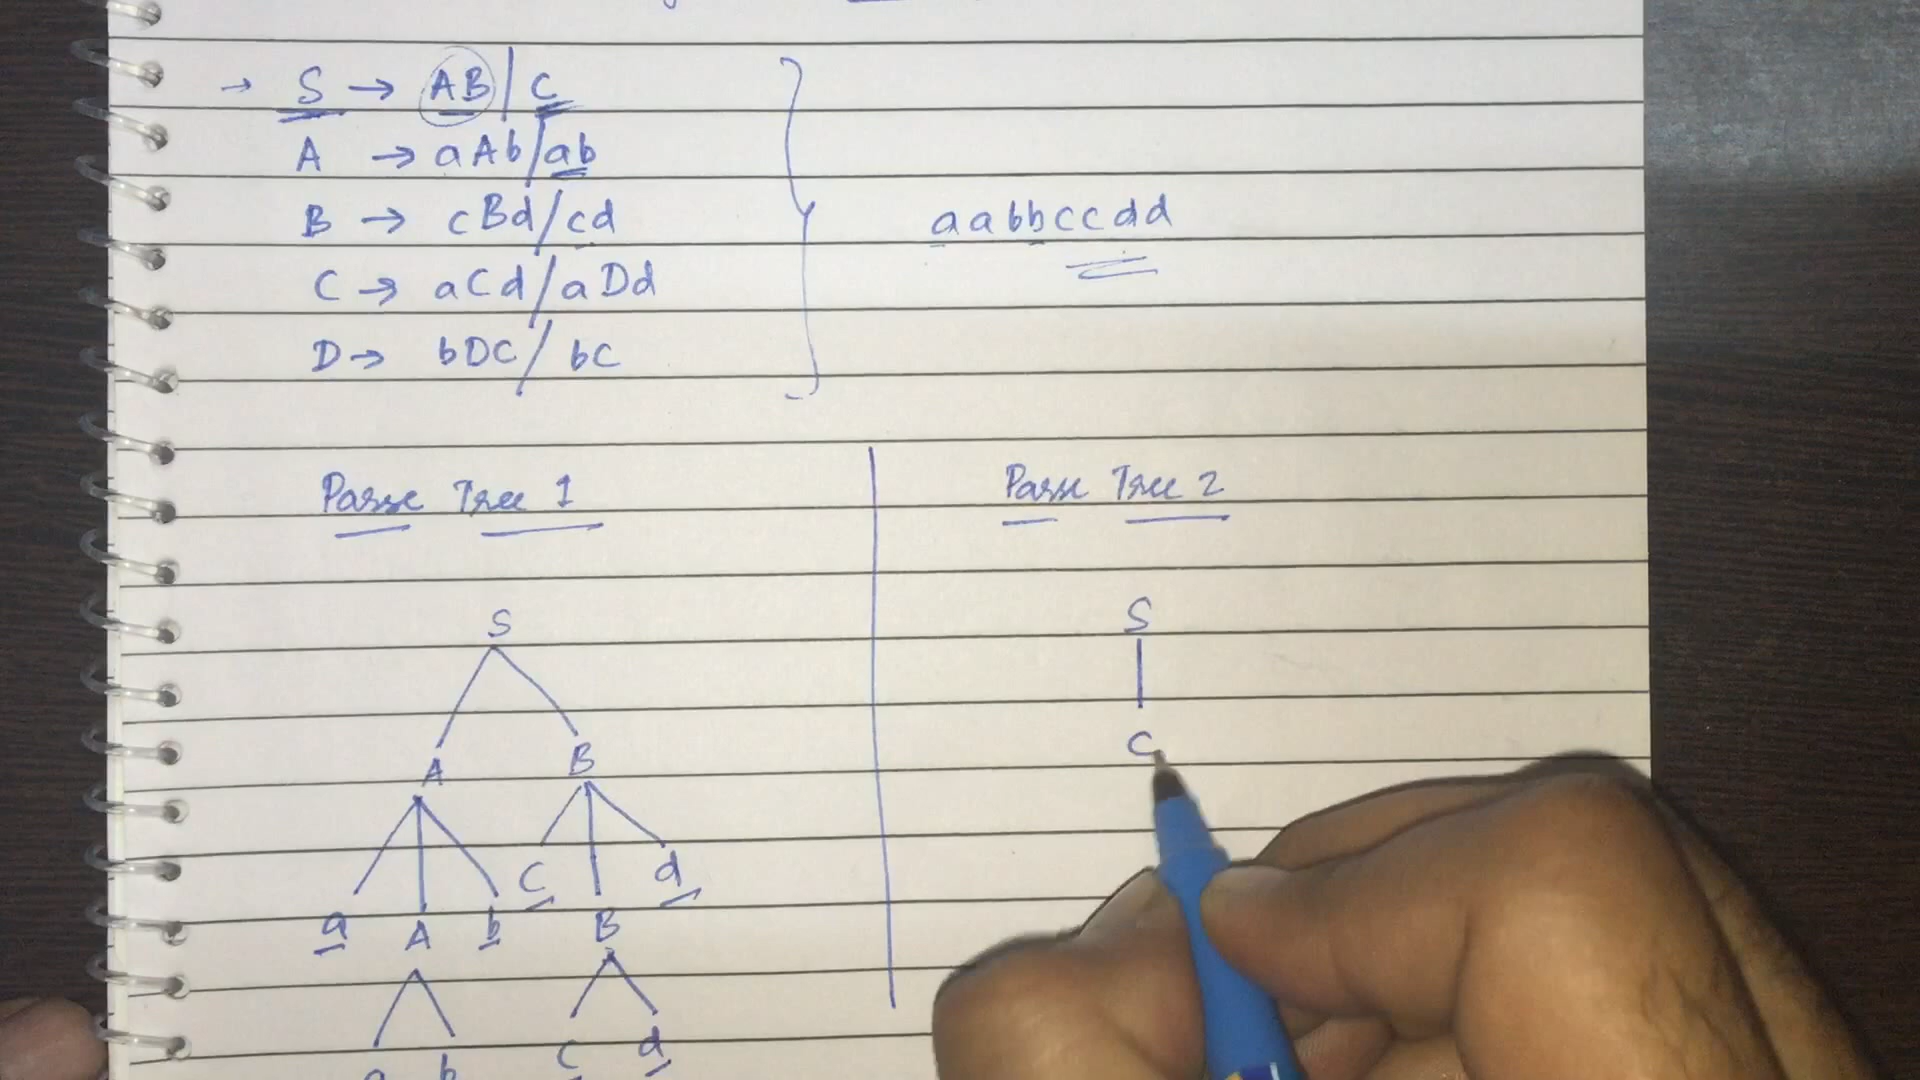 → S → AB / C
A → aAb / ab
B → cBd / cd
C → aCd / aDd
D → bDC / bC
aabbccdd
Parse Tree 1
Parse Tree 2
S
A B
a A b c B d
a b c d
S
C